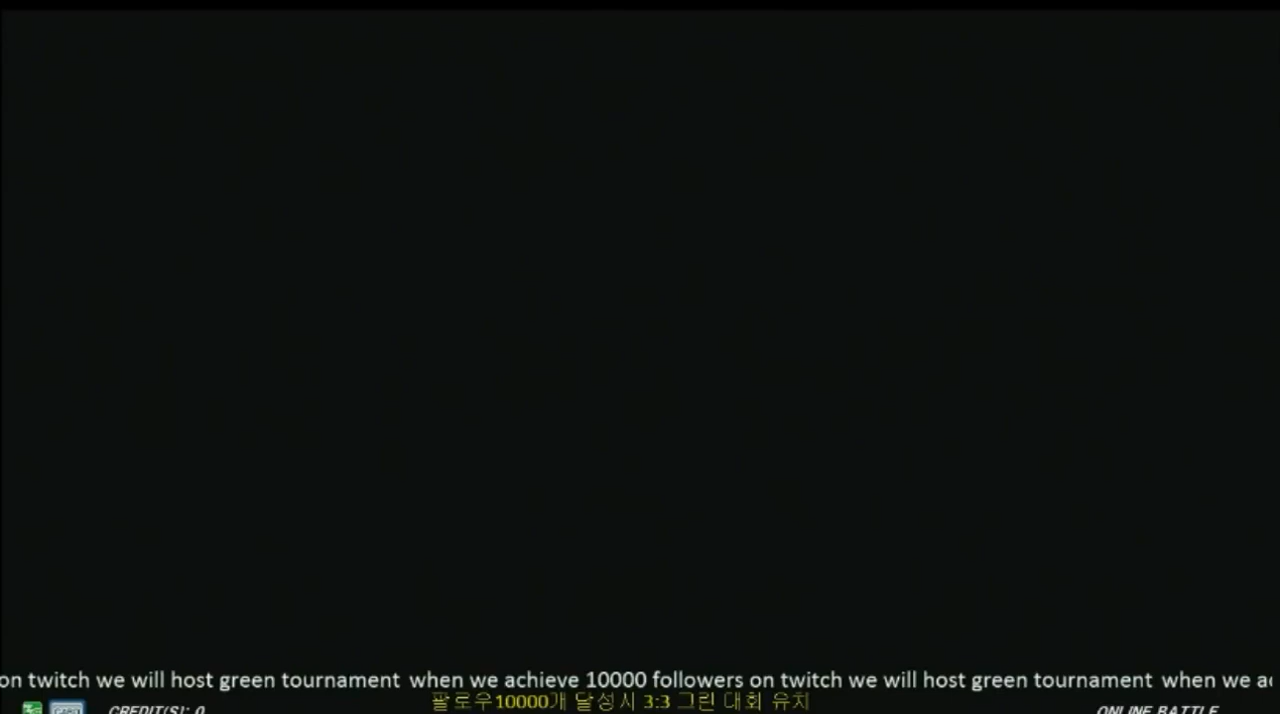 on twitch we will host green tournament when we achieve 10000 followers on twitch we will host green tournament when we ac
팔로우10000개 달성시 3:3 그린 대회 유치
CREDIT(S): 0
ONLINE BATTLE